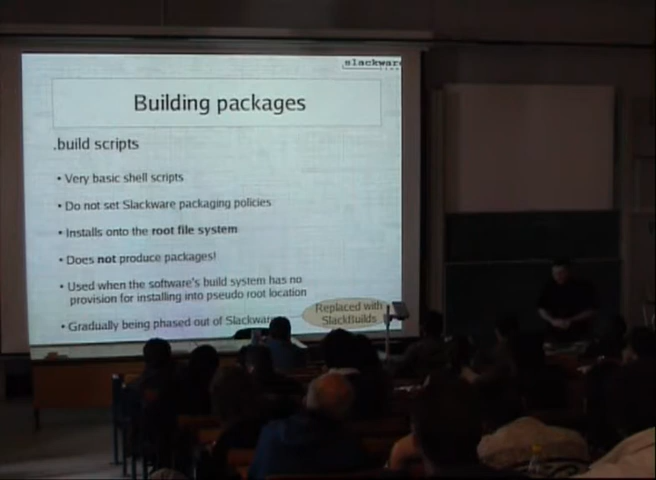 slackware
Building packages
.build scripts
• Very basic shell scripts
• Do not set Slackware packaging policies
• Installs onto the root file system
• Does not produce packages!
• Used when the software's build system has no
provision for installing into pseudo root location
• Gradually being phased out of Slackware
Replaced with
SlackBuilds